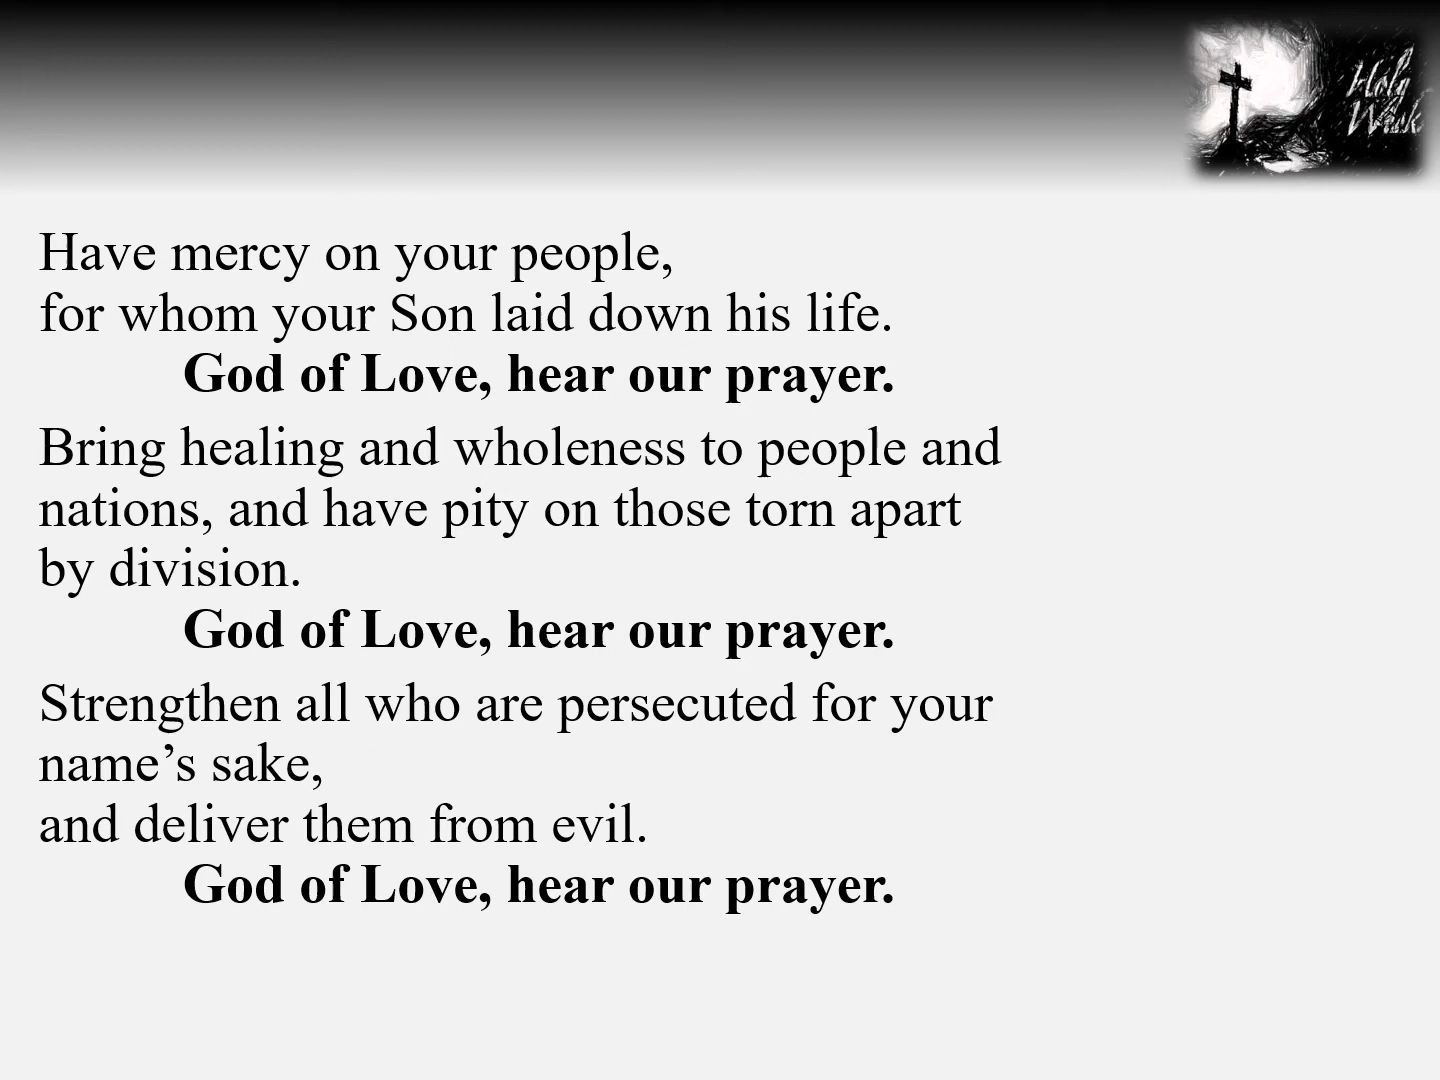 Holy
Week
Have mercy on your people,
for whom your Son laid down his life.
God of Love, hear our prayer.
Bring healing and wholeness to people and
nations, and have pity on those torn apart
by division.
God of Love, hear our prayer.
Strengthen all who are persecuted for your
name’s sake,
and deliver them from evil.
God of Love, hear our prayer.